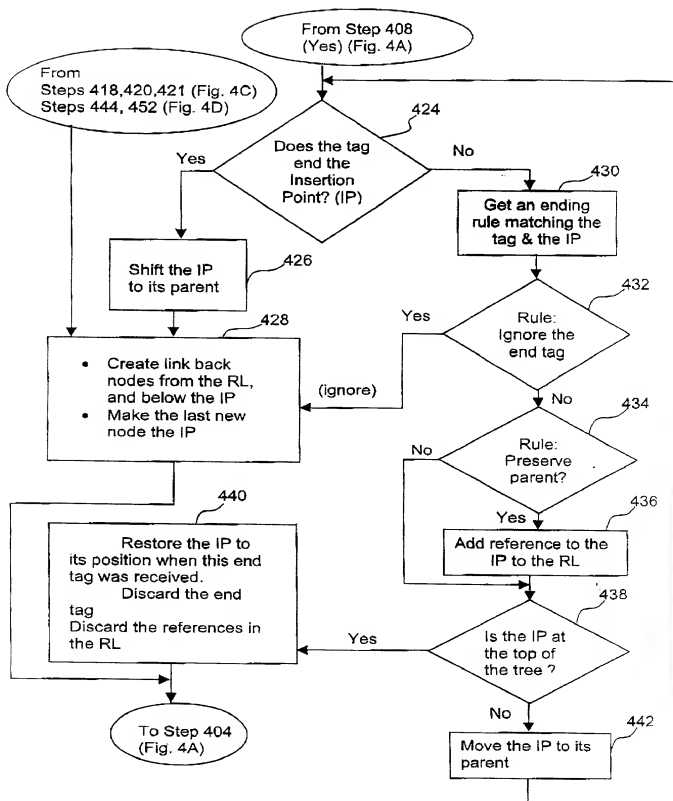 From Step 408
(Yes) (Fig. 4A)
From
Steps 418,420,421 (Fig. 4C)
Steps 444, 452 (Fig. 4D)
424
Does the tag
end the
Insertion
Point? (IP)
Yes
No
430
Get an ending
rule matching the
tag & the IP
Shift the IP
to its parent
426
432
Rule:
Ignore the
end tag
Yes
428
• Create link back
nodes from the RL,
and below the IP
• Make the last new
node the IP
(ignore)
No
434
Rule:
Preserve
parent?
No
Yes
436
Add reference to the
IP to the RL
440
Restore the IP to
its position when this end
tag was received.
Discard the end
tag
Discard the references in
the RL
438
Is the IP at
the top of
the tree ?
Yes
No
442
Move the IP to its
parent
To Step 404
(Fig. 4A)